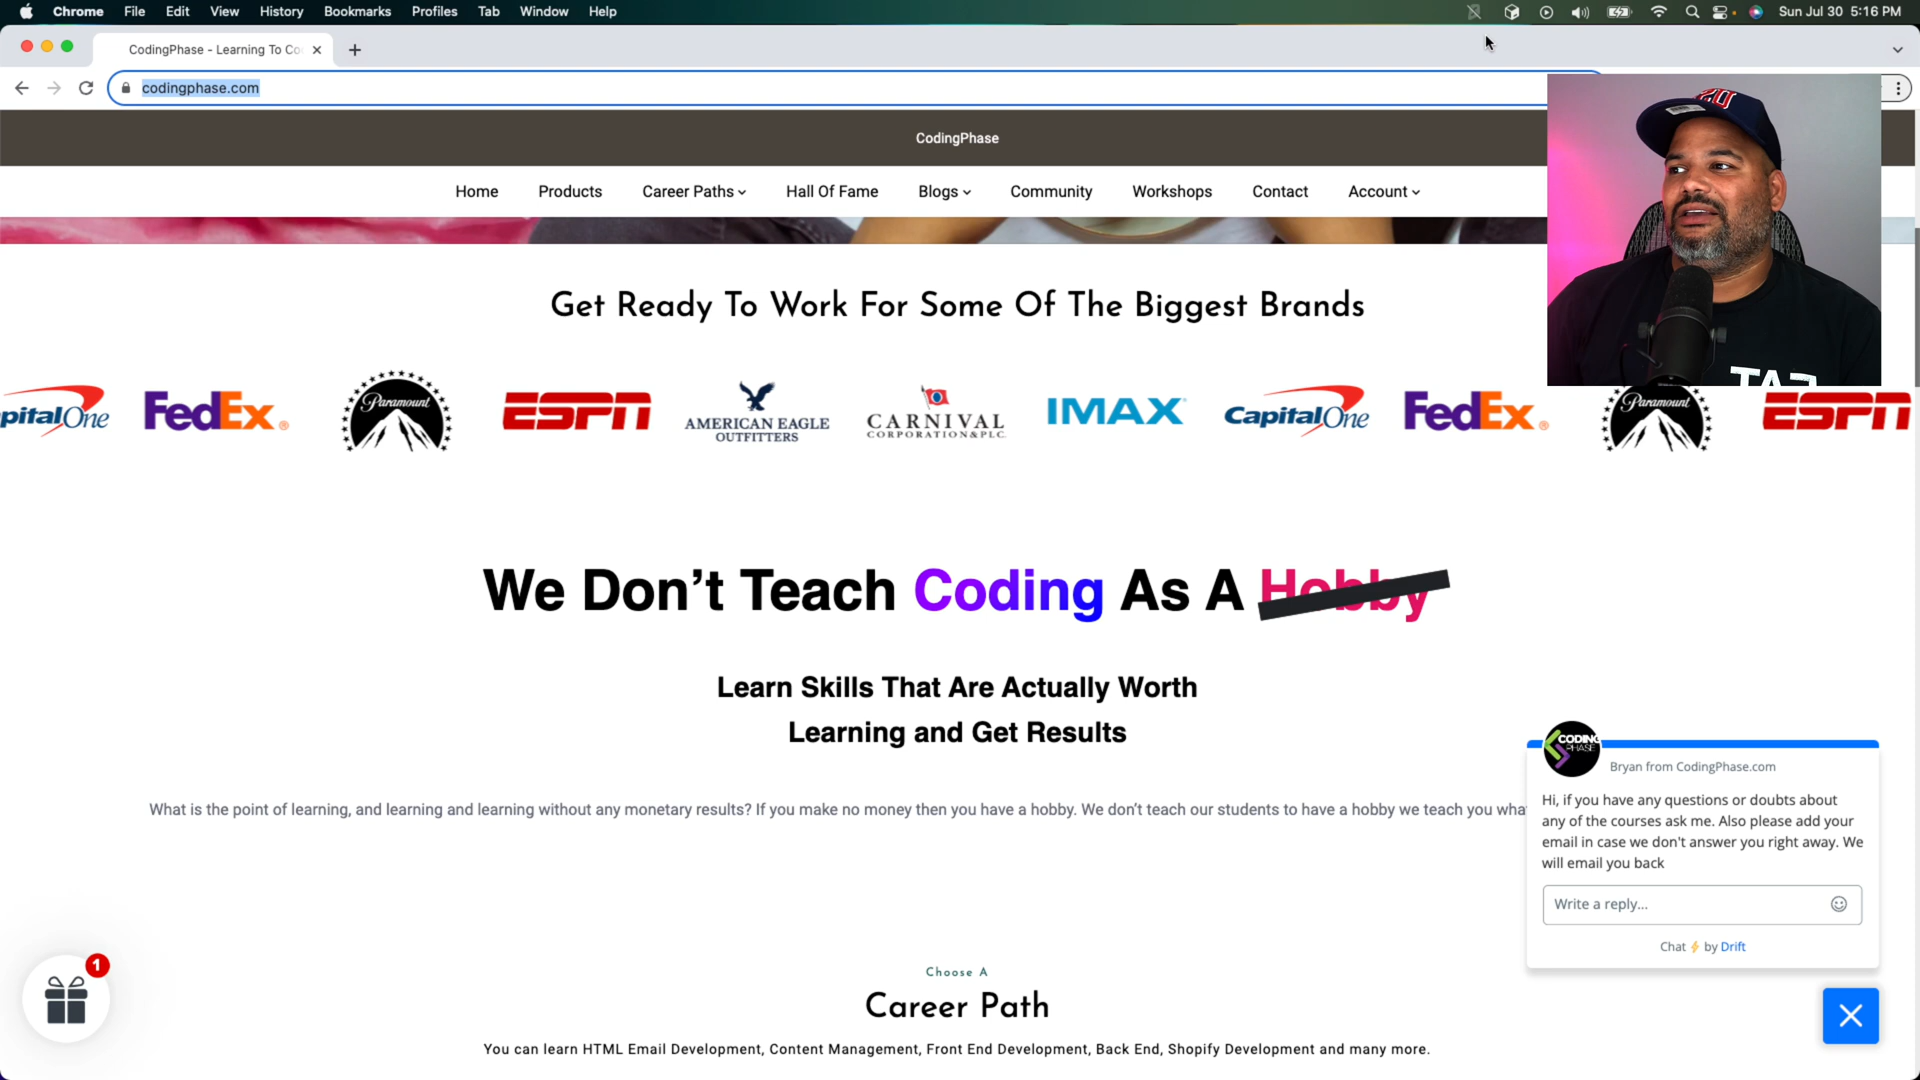 Chrome File Edit View History Bookmarks Profiles Tab Window Help Sun Jul 30 5:16 PM
CodingPhase - Learning To Co
codingphase.com
CodingPhase
Home Products Career Paths Hall Of Fame Blogs Community Workshops Contact Account
Get Ready To Work For Some Of The Biggest Brands
pitalOne FedEx Paramount ESPN AMERICAN EAGLE OUTFITTERS CARNIVAL CORPORATION&PLC IMAX CapitalOne FedEx Paramount ESPN
We Don’t Teach Coding As A Hobby
Learn Skills That Are Actually Worth
Learning and Get Results
What is the point of learning, and learning and learning without any monetary results? If you make no money then you have a hobby. We don’t teach our students to have a hobby we teach you wha
CODING PHASE
Bryan from CodingPhase.com
Hi, if you have any questions or doubts about
any of the courses ask me. Also please add your
email in case we don't answer you right away. We
will email you back
Write a reply...
Chat by Drift
1
Choose A
Career Path
You can learn HTML Email Development, Content Management, Front End Development, Back End, Shopify Development and many more.